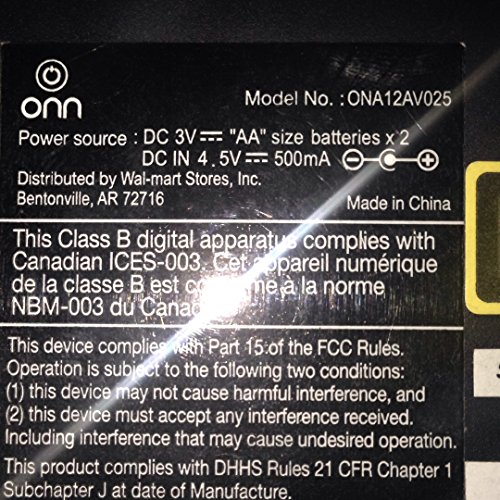 onn
Model No. : ONA12AV025
Power source : DC 3V "AA" size batteries x 2
DC IN 4.5V 500mA
Distributed by Wal-mart Stores, Inc.
Bentonville, AR 72716
Made in China
This Class B digital apparatus complies with
Canadian ICES-003. Cet appareil numérique
de la classe B est à la norme
NBM-003 du
This device complies with Part 15 of the FCC Rules.
Operation is subject to the following two conditions:
(1) this device may not cause harmful interference, and
(2) this device must accept any interference received.
Including interference that may cause undesired operation.
This product complies with DHHS Rules 21 CFR Chapter 1
Subchapter J at date of Manufacture.